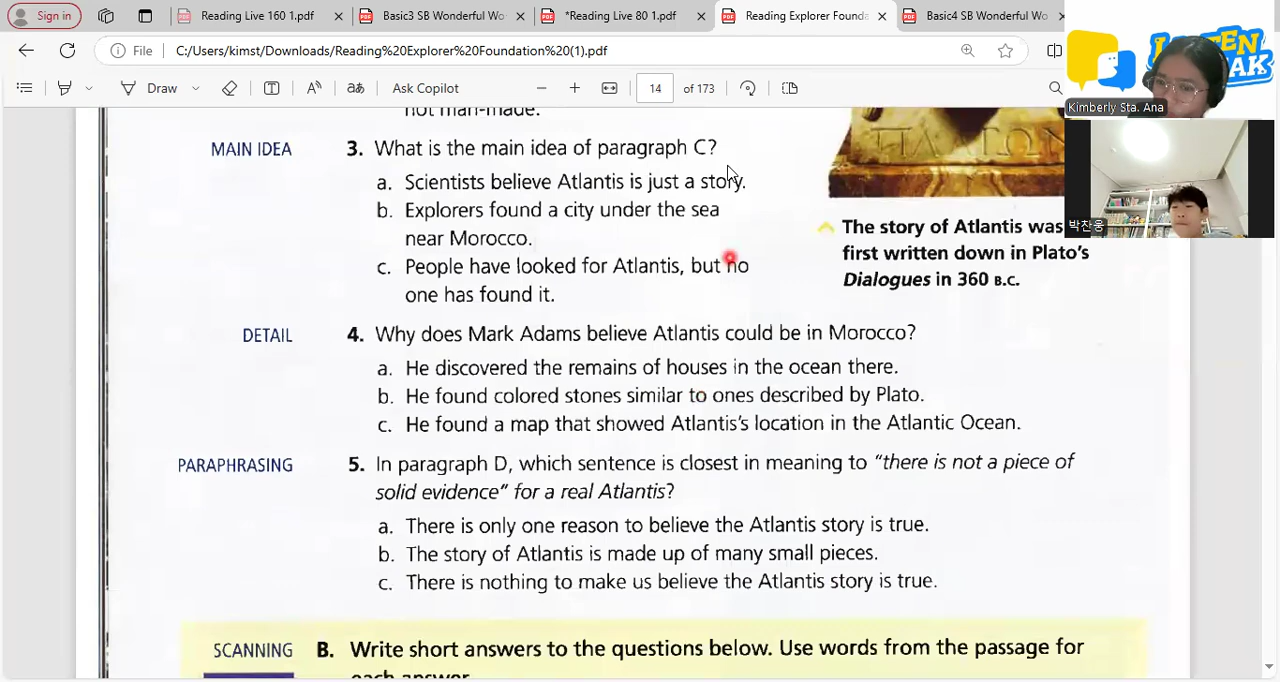 Sign in
Reading Live 160 1.pdf
Basic3 SB Wonderful Wo
*Reading Live 80 1.pdf
Reading Explorer Founda
Basic4 SB Wonderful Wo
File
C:/Users/kimst/Downloads/Reading%20Explorer%20Foundation%20(1).pdf
Draw
aあ
Ask Copilot
14
of 173
Kimberly Sta. Ana
박찬웅
not man-made.
MAIN IDEA
3. What is the main idea of paragraph C?
a. Scientists believe Atlantis is just a story.
b. Explorers found a city under the sea
near Morocco.
c. People have looked for Atlantis, but no
one has found it.
ΠΛΑΤΩΝ
The story of Atlantis was
first written down in Plato's
Dialogues in 360 B.C.
DETAIL
4. Why does Mark Adams believe Atlantis could be in Morocco?
a. He discovered the remains of houses in the ocean there.
b. He found colored stones similar to ones described by Plato.
c. He found a map that showed Atlantis's location in the Atlantic Ocean.
PARAPHRASING
5. In paragraph D, which sentence is closest in meaning to "there is not a piece of
solid evidence" for a real Atlantis?
a. There is only one reason to believe the Atlantis story is true.
b. The story of Atlantis is made up of many small pieces.
c. There is nothing to make us believe the Atlantis story is true.
SCANNING
B. Write short answers to the questions below. Use words from the passage for
each answer.